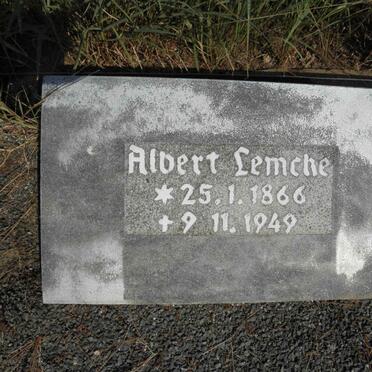 Albert Lemcke
* 25. 1. 1866
✝ 9. 11. 1949